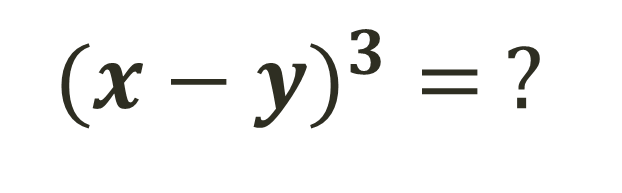 (x − y)³ = ?